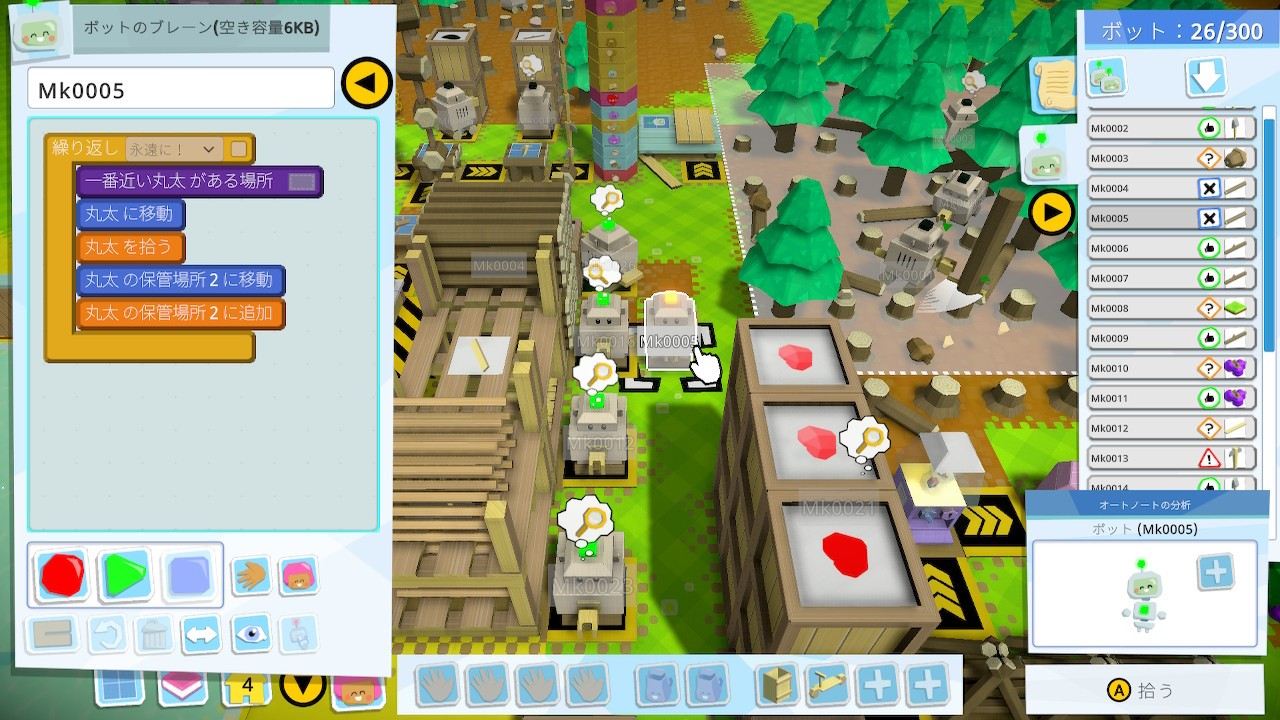 ボットのブレーン(空き容量6KB)
Mk0005
繰り返し 永遠に！
一番近い丸太 がある場所
丸太 に移動
丸太 を拾う
丸太 の保管場所 2 に移動
丸太 の保管場所 2 に追加
4
Mk0004
Mk0005
Mk0012
Mk0023
Mk0021
ボット：26/300
Mk0002
Mk0003
Mk0004
Mk0005
Mk0006
Mk0007
Mk0008
Mk0009
Mk0010
Mk0011
Mk0012
Mk0013
Mk0014
オートノートの分析
ボット (Mk0005)
A 拾う